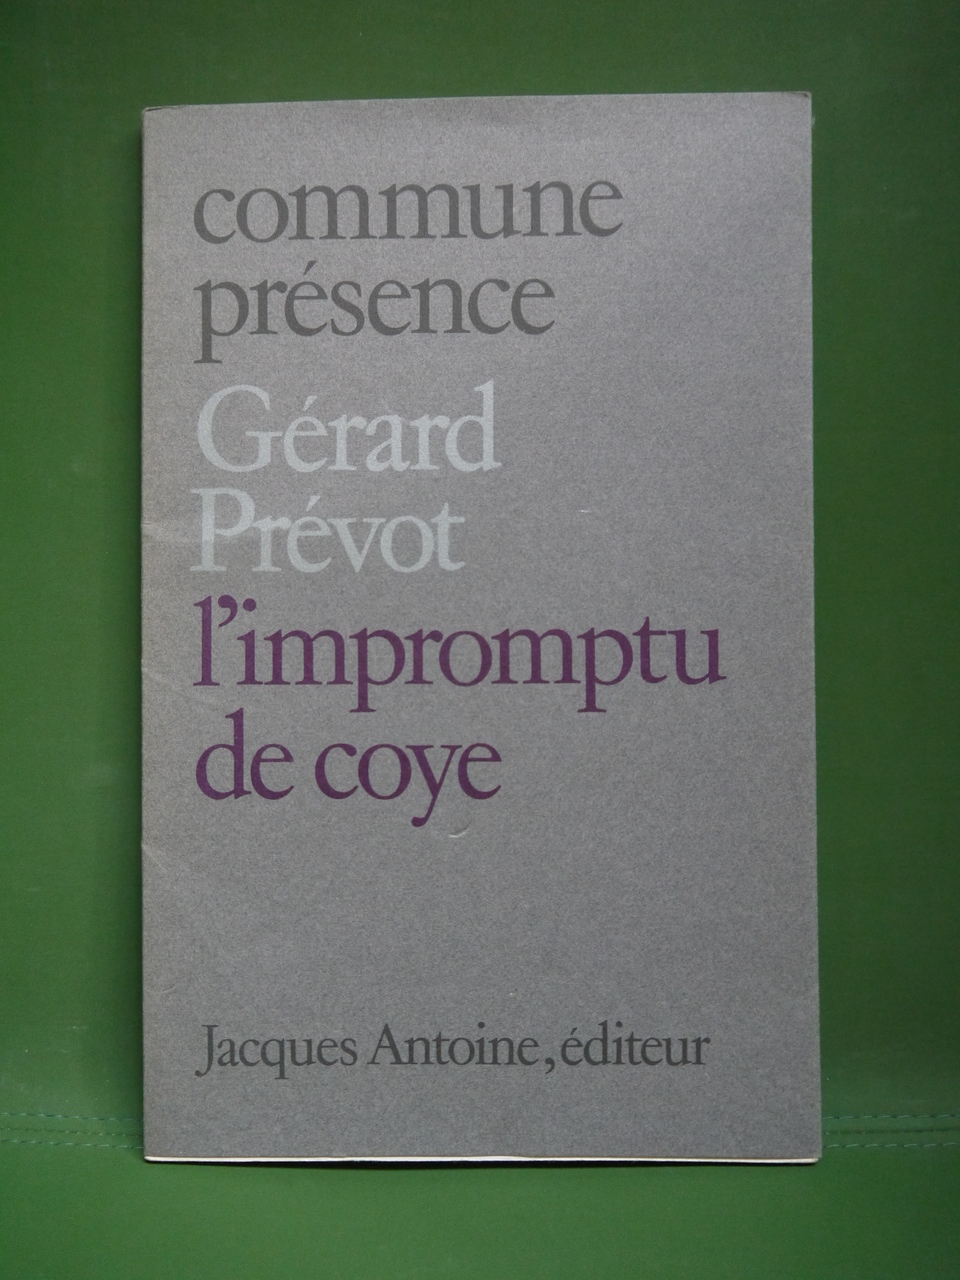 commune
présence
Gérard
Prévot
l'impromptu
de coye
Jacques Antoine, éditeur